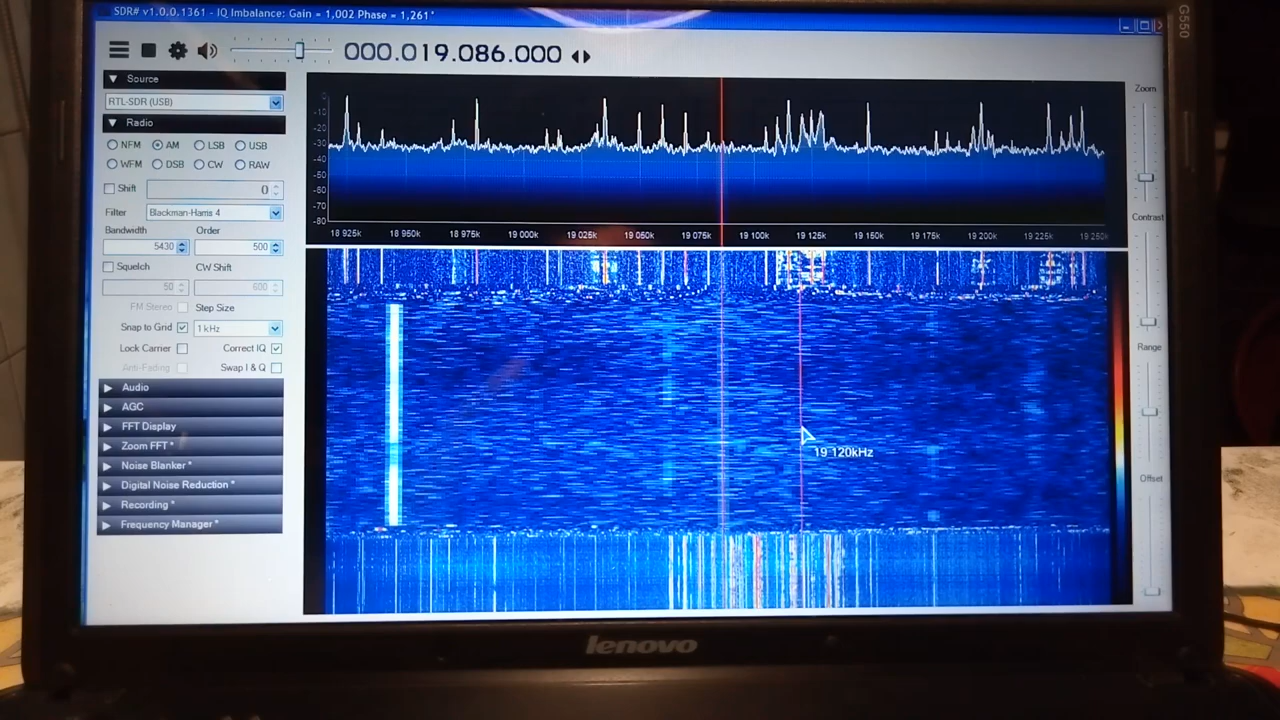 SDR# v1.0.0.1361 - IQ Imbalance: Gain = 1,002 Phase = 1,261°
G550
000.019.086.000
Source
RTL-SDR (USB)
Radio
NFM AM LSB USB
WFM DSB CW RAW
Shift 0
Filter Blackman-Harris 4
Bandwidth Order
5430 500
Squelch CW Shift
50 600
FM Stereo Step Size
Snap to Grid 1 kHz
Lock Carrier Correct IQ
Anti-Fading Swap I & Q
Audio
AGC
FFT Display
Zoom FFT *
Noise Blanker *
Digital Noise Reduction *
Recording *
Frequency Manager *
0
-10
-20
-30
-40
-50
-60
-70
-80
18 925k 18 950k 18 975k 19 000k 19 025k 19 050k 19 075k 19 100k 19 125k 19 150k 19 175k 19 200k 19 225k 19 250k
19 120kHz
Zoom
Contrast
Range
Offset
lenovo